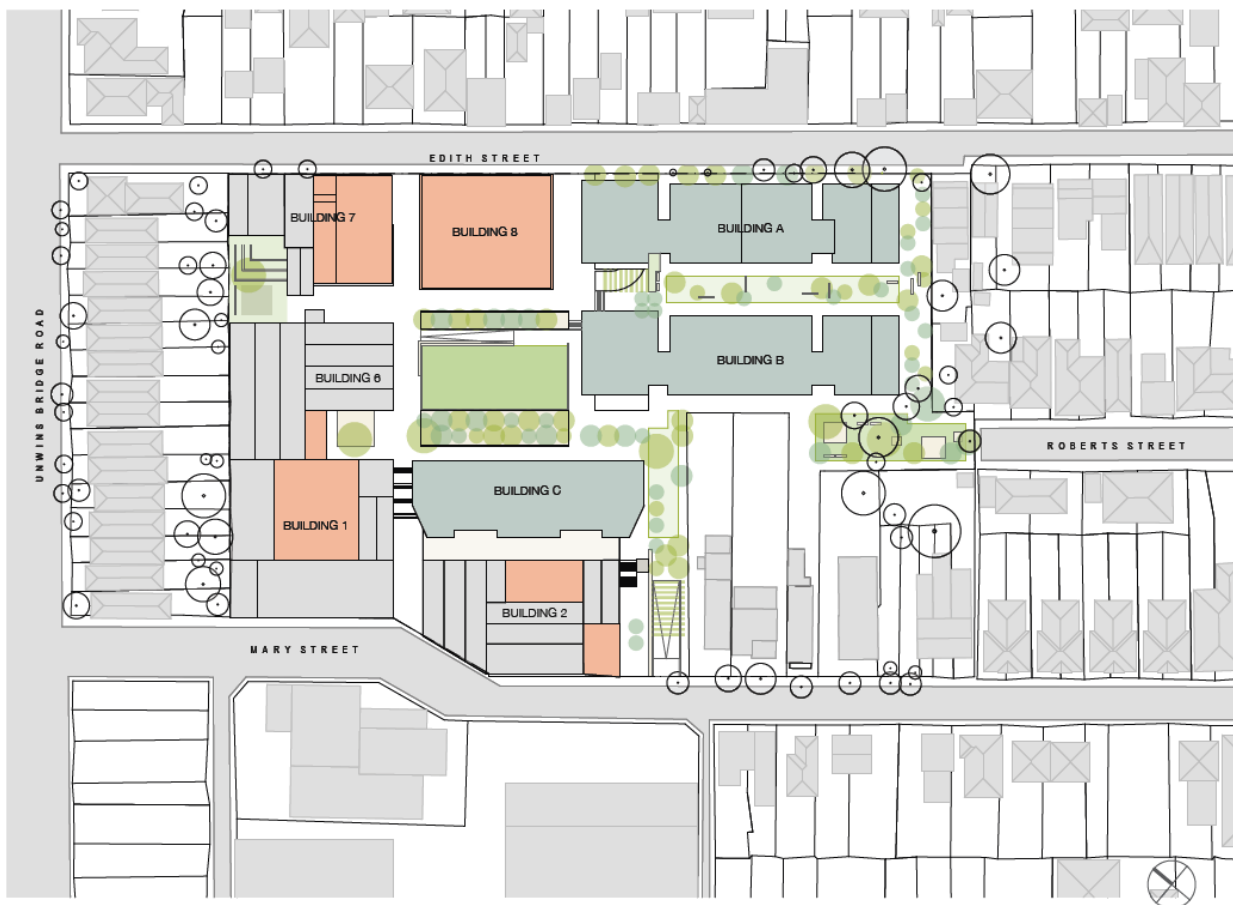 EDITH STREET
BUILDING 7
BUILDING 8
BUILDING A
UNWINS BRIDGE ROAD
BUILDING 6
BUILDING B
ROBERTS STREET
BUILDING C
BUILDING 1
BUILDING 2
MARY STREET